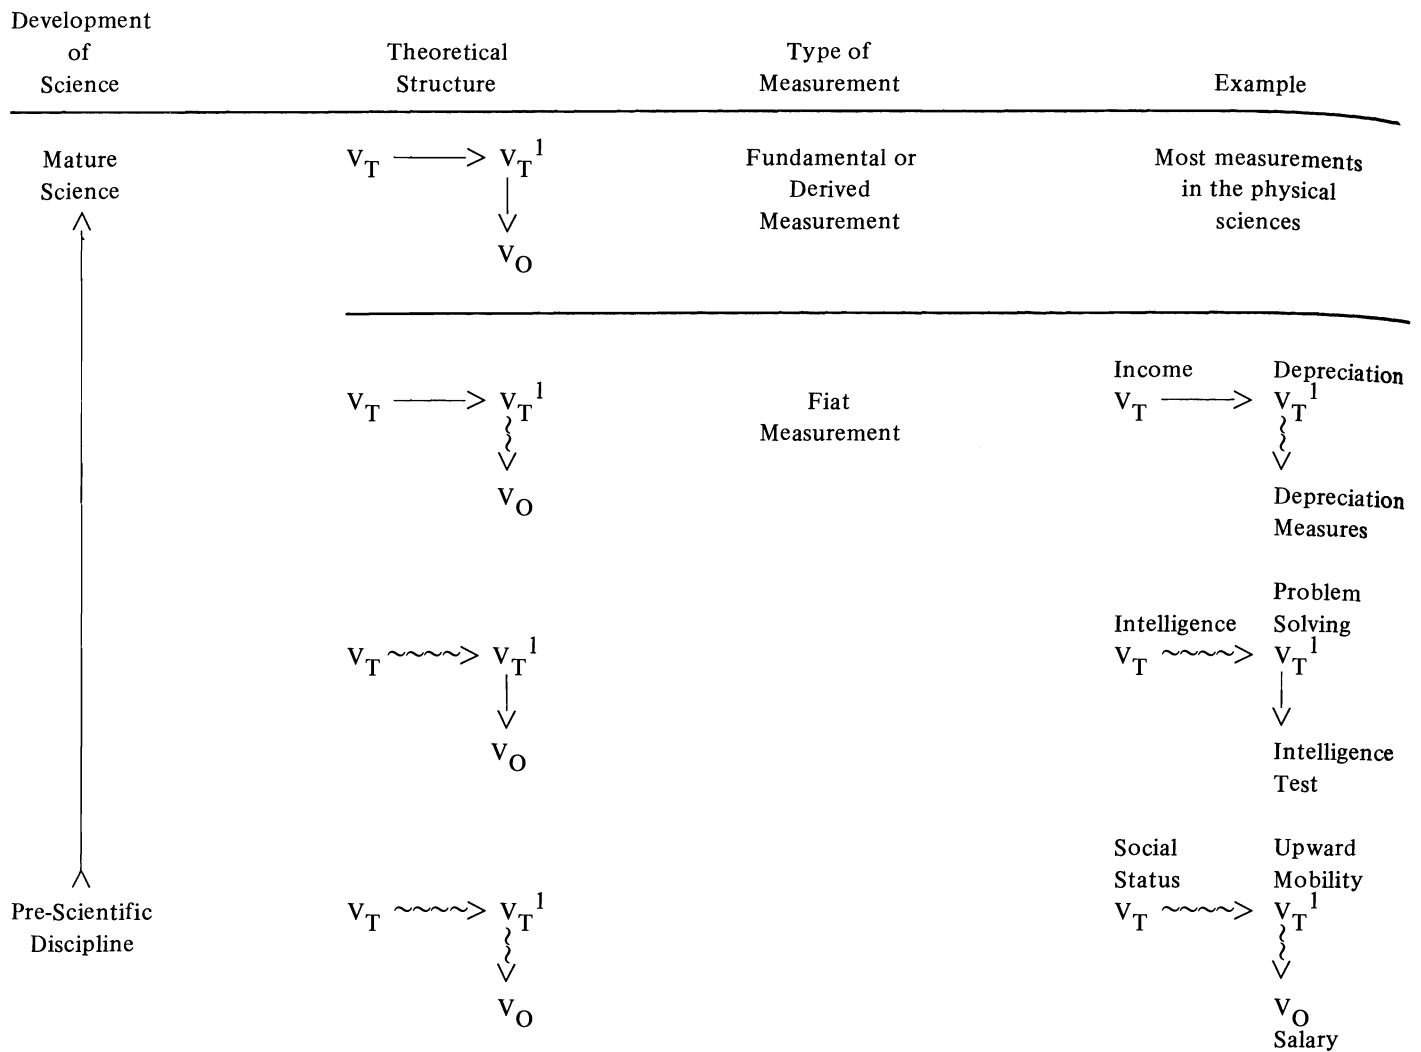 Development
of
Science
Theoretical
Structure
Type of
Measurement
Example
Mature
Science
V_T → V_T^1
V_O
Fundamental or
Derived
Measurement
Most measurements
in the physical
sciences
V_T → V_T^1
V_O
Fiat
Measurement
Income
Depreciation
V_T → V_T^1
Depreciation
Measures
V_T ~~~~> V_T^1
V_O
Intelligence
Problem
Solving
V_T ~~~~> V_T^1
Intelligence
Test
Pre-Scientific
Discipline
V_T ~~~~> V_T^1
V_O
Social
Status
Upward
Mobility
V_T ~~~~> V_T^1
V_O
Salary